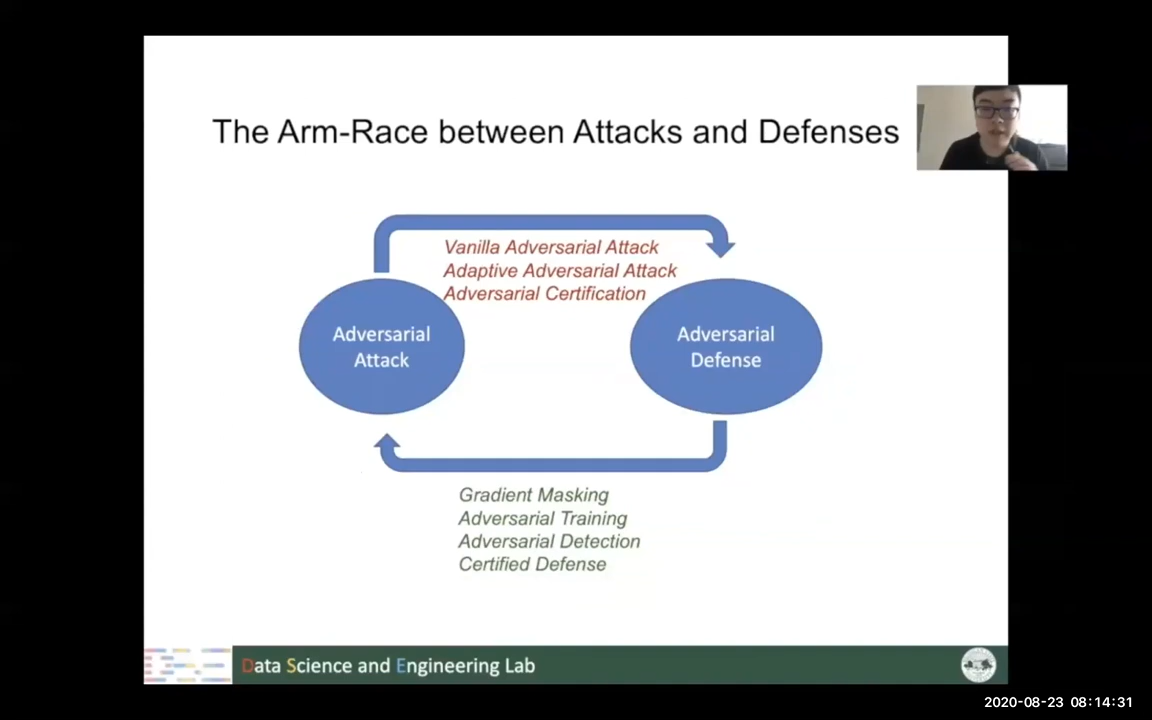 The Arm-Race between Attacks and Defenses
Vanilla Adversarial Attack
Adaptive Adversarial Attack
Adversarial Certification
Adversarial
Attack
Adversarial
Defense
Gradient Masking
Adversarial Training
Adversarial Detection
Certified Defense
Data Science and Engineering Lab
2020-08-23 08:14:31